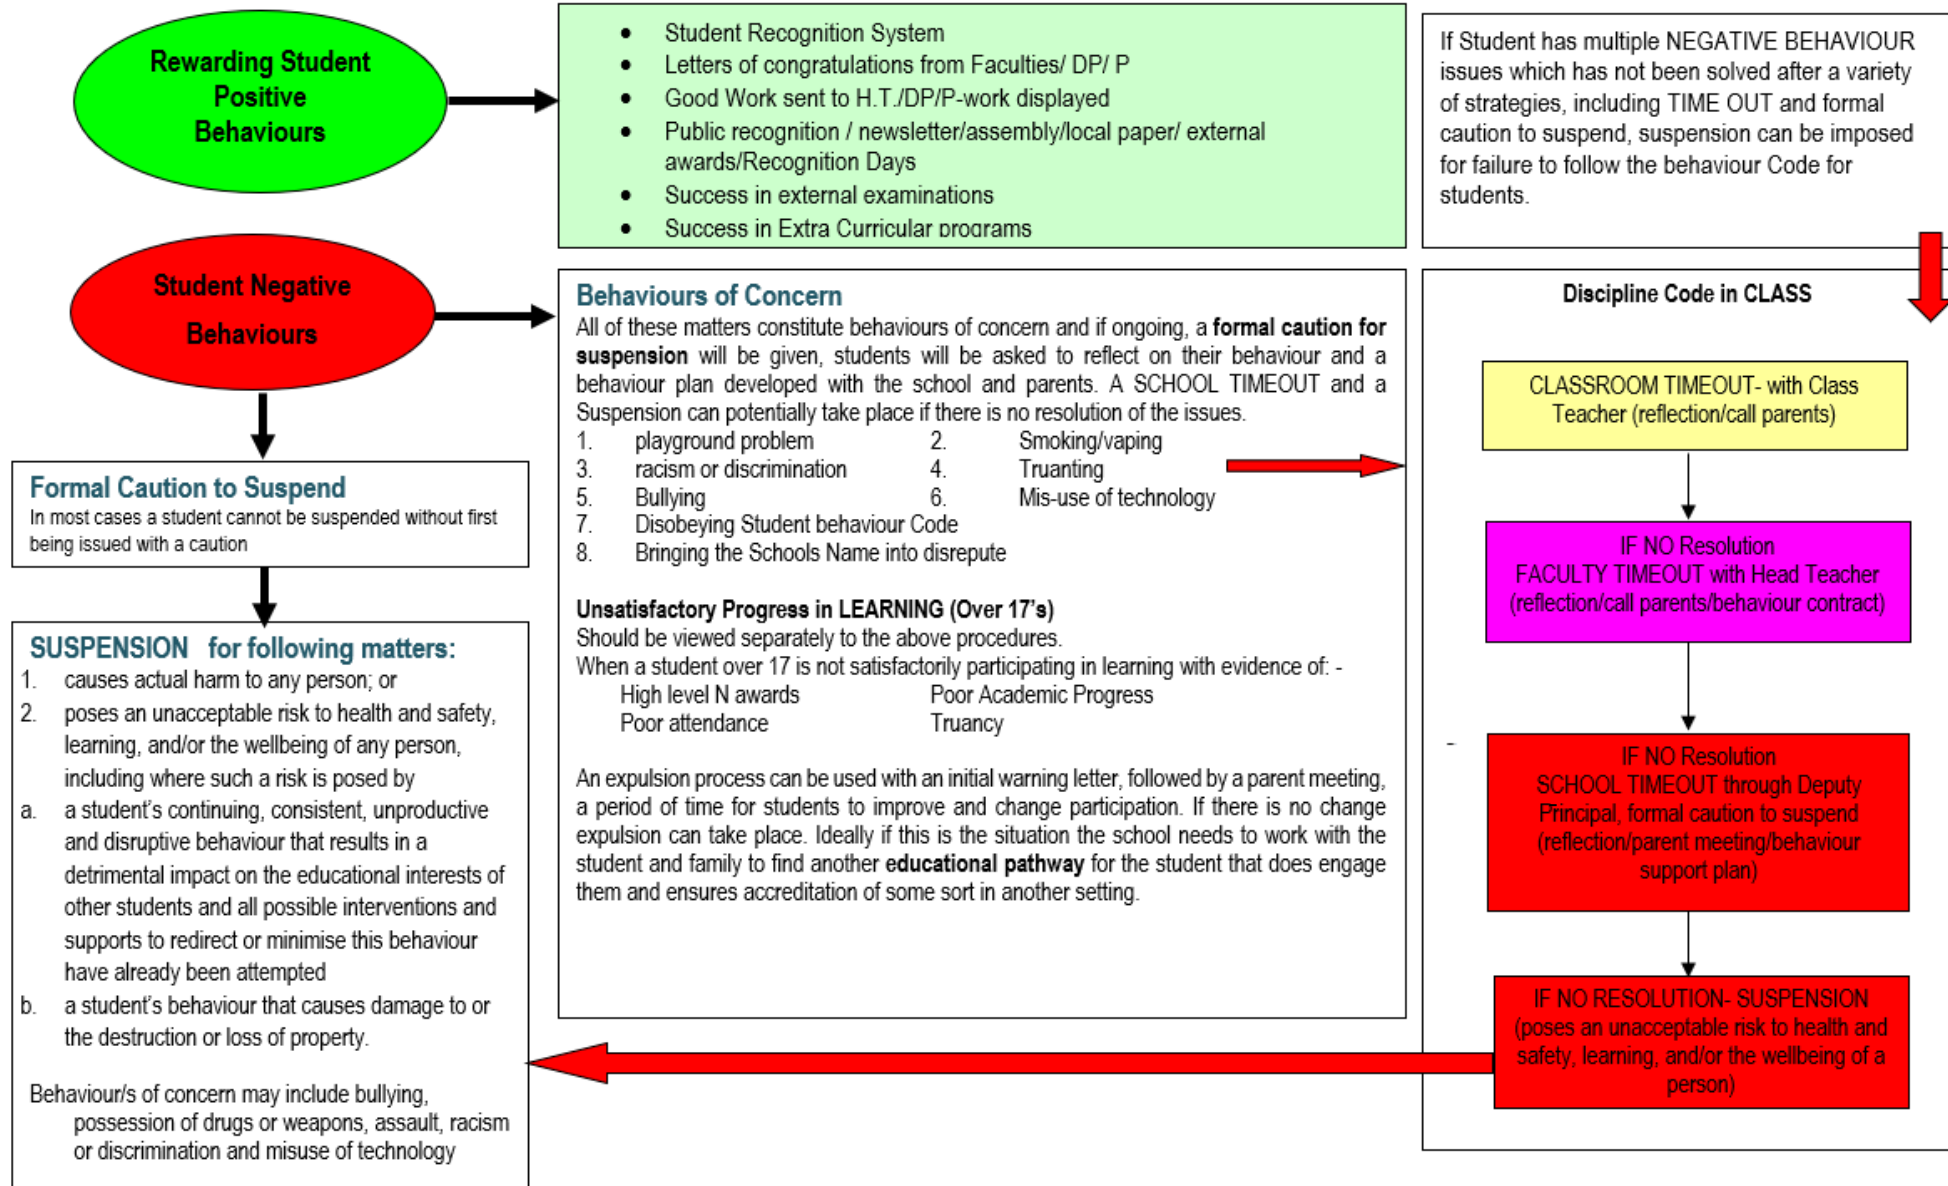 Rewarding Student
Positive
Behaviours
• Student Recognition System
• Letters of congratulations from Faculties/ DP/ P
• Good Work sent to H.T./DP/P-work displayed
• Public recognition / newsletter/assembly/local paper/ external
awards/Recognition Days
• Success in external examinations
• Success in Extra Curricular programs
If Student has multiple NEGATIVE BEHAVIOUR
issues which has not been solved after a variety
of strategies, including TIME OUT and formal
caution to suspend, suspension can be imposed
for failure to follow the behaviour Code for
students.
Student Negative
Behaviours
Formal Caution to Suspend
In most cases a student cannot be suspended without first
being issued with a caution
SUSPENSION for following matters:
1. causes actual harm to any person; or
2. poses an unacceptable risk to health and safety,
learning, and/or the wellbeing of any person,
including where such a risk is posed by
a. a student's continuing, consistent, unproductive
and disruptive behaviour that results in a
detrimental impact on the educational interests of
other students and all possible interventions and
supports to redirect or minimise this behaviour
have already been attempted
b. a student's behaviour that causes damage to or
the destruction or loss of property.
Behaviour/s of concern may include bullying,
possession of drugs or weapons, assault, racism
or discrimination and misuse of technology
Behaviours of Concern
All of these matters constitute behaviours of concern and if ongoing, a formal caution for
suspension will be given, students will be asked to reflect on their behaviour and a
behaviour plan developed with the school and parents. A SCHOOL TIMEOUT and a
Suspension can potentially take place if there is no resolution of the issues.
1. playground problem 2. Smoking/vaping
3. racism or discrimination 4. Truanting
5. Bullying 6. Mis-use of technology
7. Disobeying Student behaviour Code
8. Bringing the Schools Name into disrepute
Unsatisfactory Progress in LEARNING (Over 17's)
Should be viewed separately to the above procedures.
When a student over 17 is not satisfactorily participating in learning with evidence of: -
High level N awards Poor Academic Progress
Poor attendance Truancy
An expulsion process can be used with an initial warning letter, followed by a parent meeting,
a period of time for students to improve and change participation. If there is no change
expulsion can take place. Ideally if this is the situation the school needs to work with the
student and family to find another educational pathway for the student that does engage
them and ensures accreditation of some sort in another setting.
Discipline Code in CLASS
CLASSROOM TIMEOUT- with Class
Teacher (reflection/call parents)
IF NO Resolution
FACULTY TIMEOUT with Head Teacher
(reflection/call parents/behaviour contract)
IF NO Resolution
SCHOOL TIMEOUT through Deputy
Principal, formal caution to suspend
(reflection/parent meeting/behaviour
support plan)
IF NO RESOLUTION- SUSPENSION
(poses an unacceptable risk to health and
safety, learning, and/or the wellbeing of a
person)